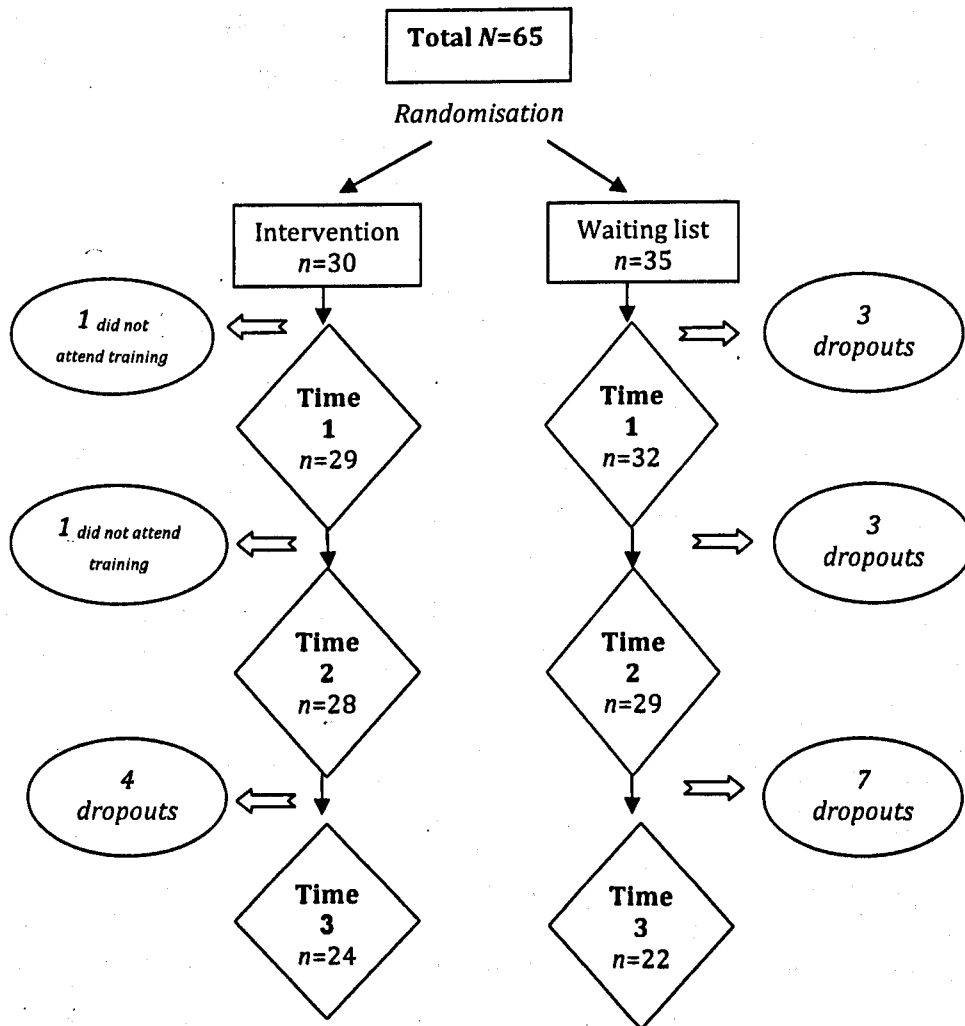 Total N=65
Randomisation
Intervention
n=30
Waiting list
n=35
1 did not
attend training
3
dropouts
Time
1
n=29
Time
1
n=32
1 did not attend
training
3
dropouts
Time
2
n=28
Time
2
n=29
4
dropouts
7
dropouts
Time
3
n=24
Time
3
n=22